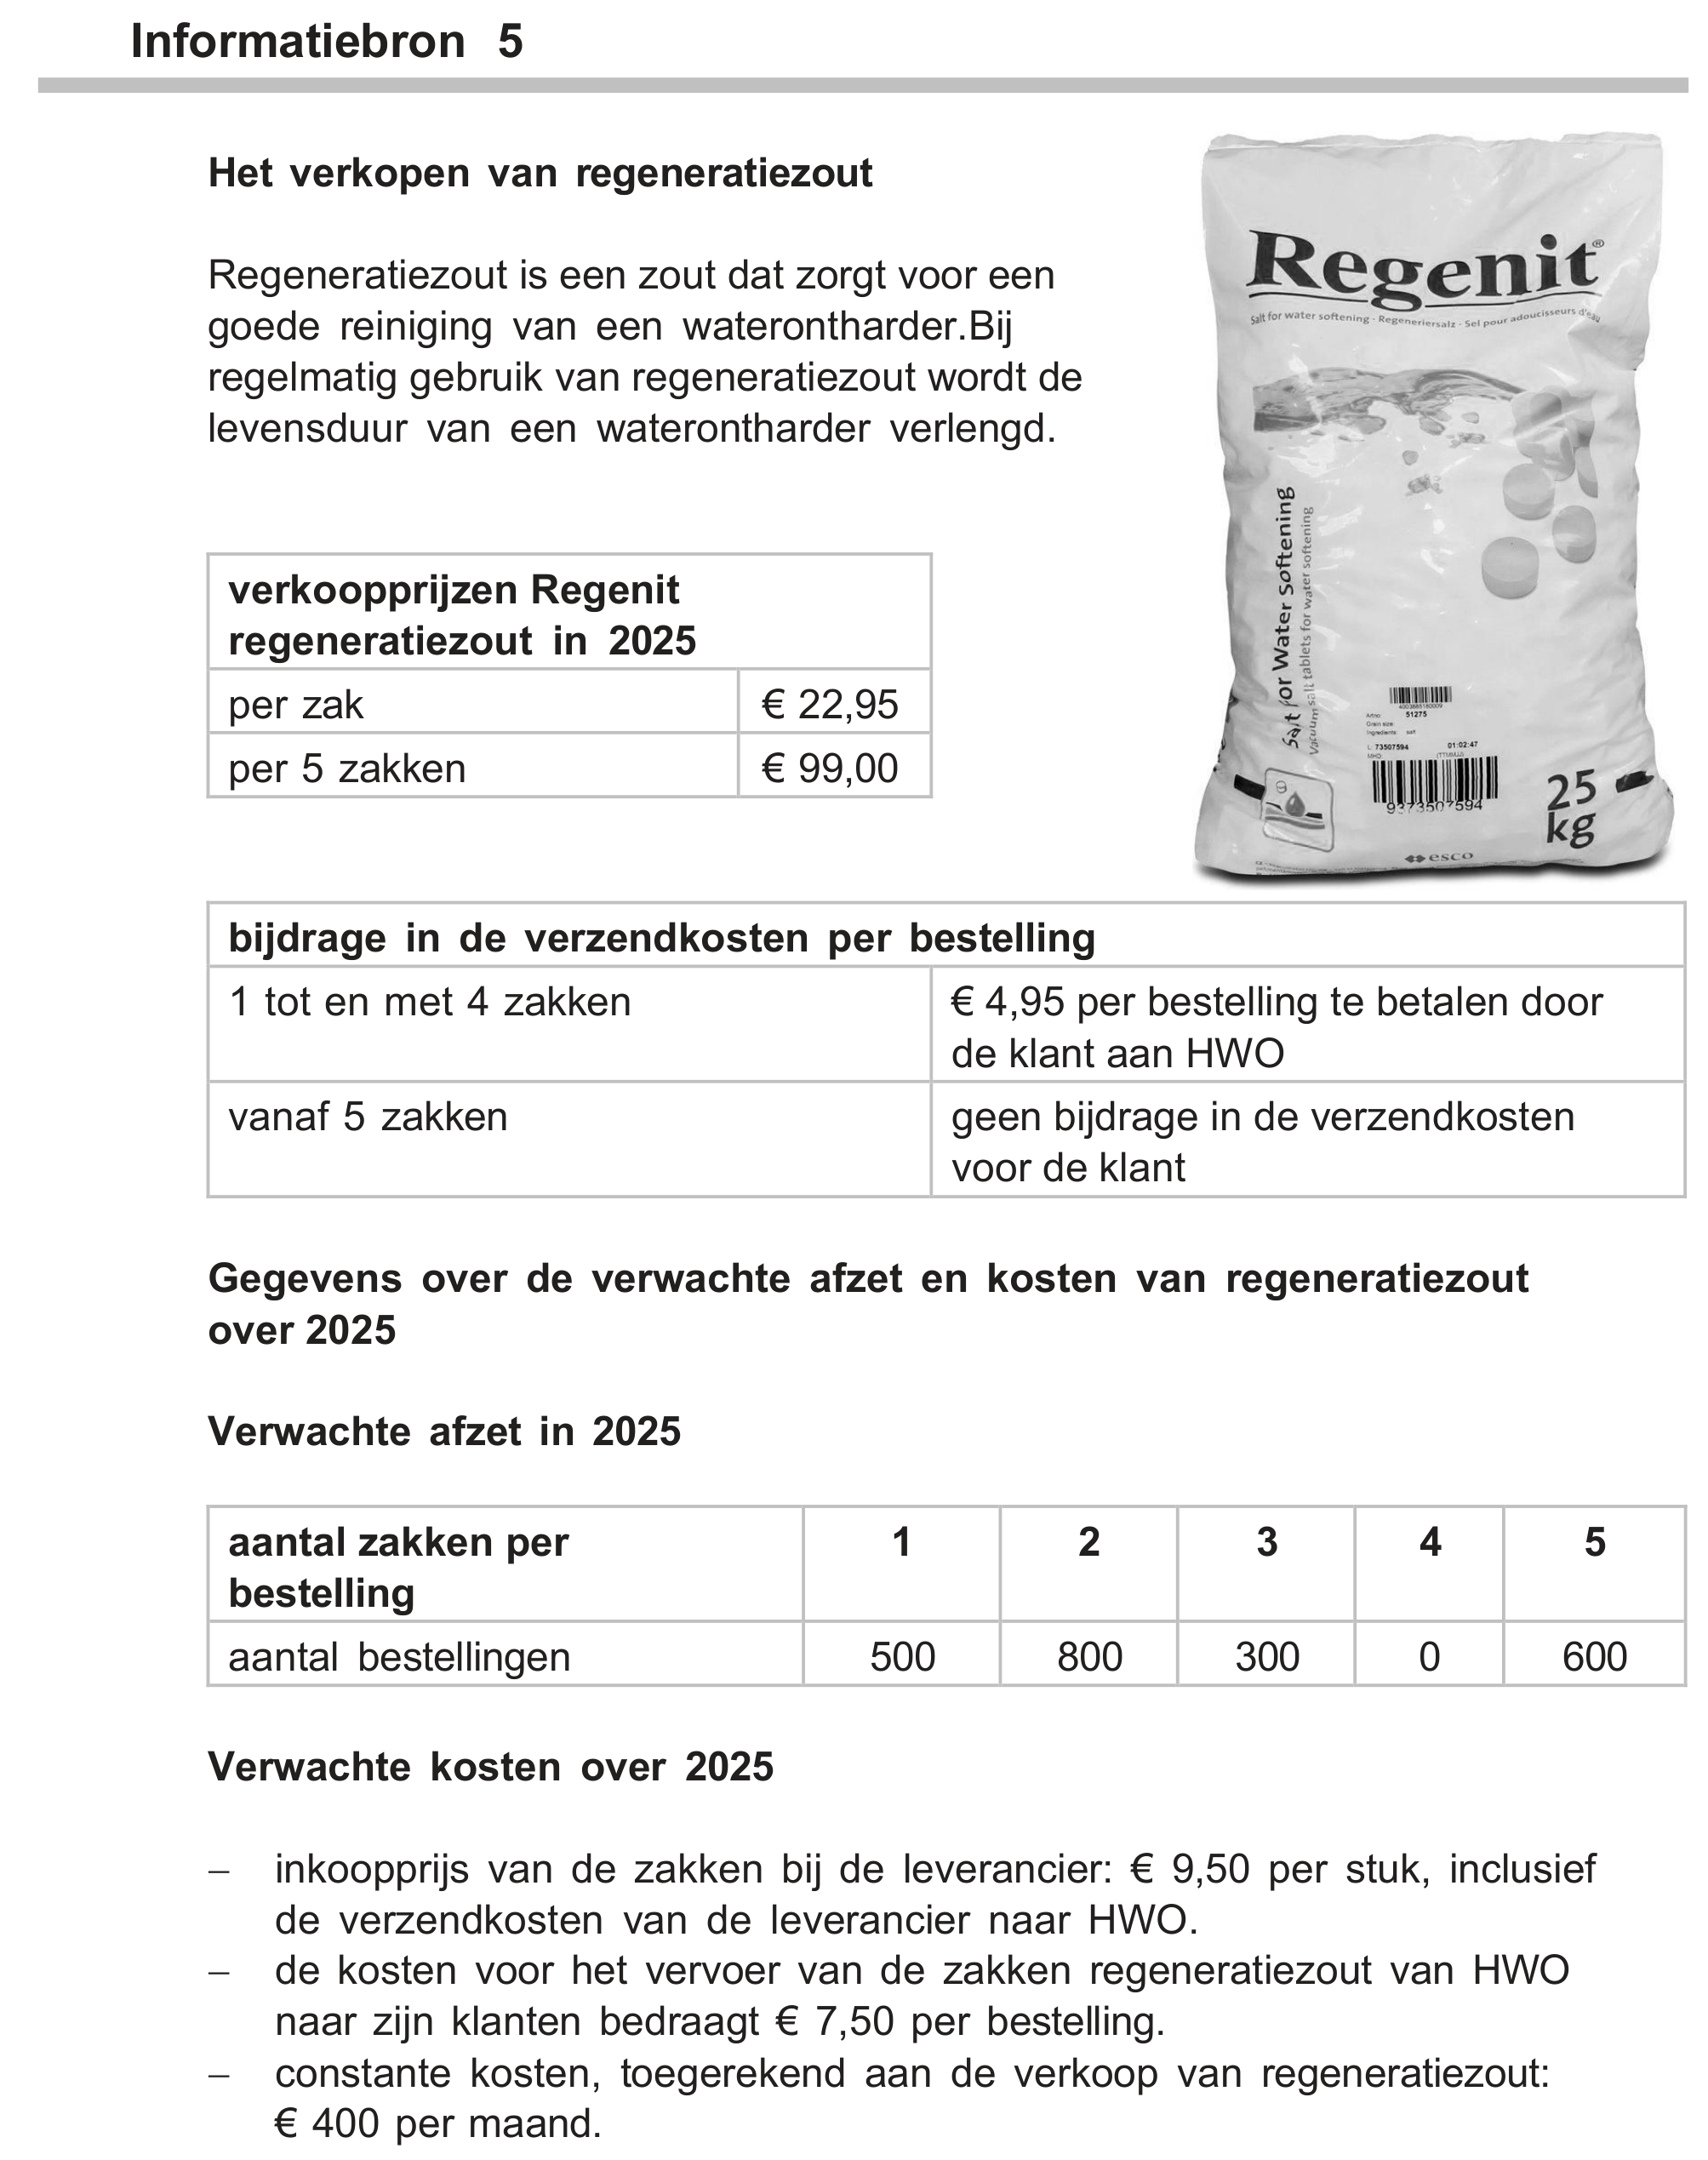 Informatiebron 5
Het verkopen van regeneratiezout
Regeneratiezout is een zout dat zorgt voor een
goede reiniging van een waterontharder.Bij
regelmatig gebruik van regeneratiezout wordt de
levensduur van een waterontharder verlengd.
Regenit®
Salt for water softening - Regeneriersalz - Sel pour adoucisseurs d'eau
Salt for Water Softening
Vacuum salt tablets for water softening
51275
73507594 01:02:47
9373507594
25
kg
esco
verkoopprijzen Regenit
regeneratiezout in 2025
per zak € 22,95
per 5 zakken € 99,00
bijdrage in de verzendkosten per bestelling
1 tot en met 4 zakken € 4,95 per bestelling te betalen door
de klant aan HWO
vanaf 5 zakken geen bijdrage in de verzendkosten
voor de klant
Gegevens over de verwachte afzet en kosten van regeneratiezout
over 2025
Verwachte afzet in 2025
aantal zakken per 1 2 3 4 5
bestelling
aantal bestellingen 500 800 300 0 600
Verwachte kosten over 2025
– inkoopprijs van de zakken bij de leverancier: € 9,50 per stuk, inclusief
de verzendkosten van de leverancier naar HWO.
– de kosten voor het vervoer van de zakken regeneratiezout van HWO
naar zijn klanten bedraagt € 7,50 per bestelling.
– constante kosten, toegerekend aan de verkoop van regeneratiezout:
€ 400 per maand.